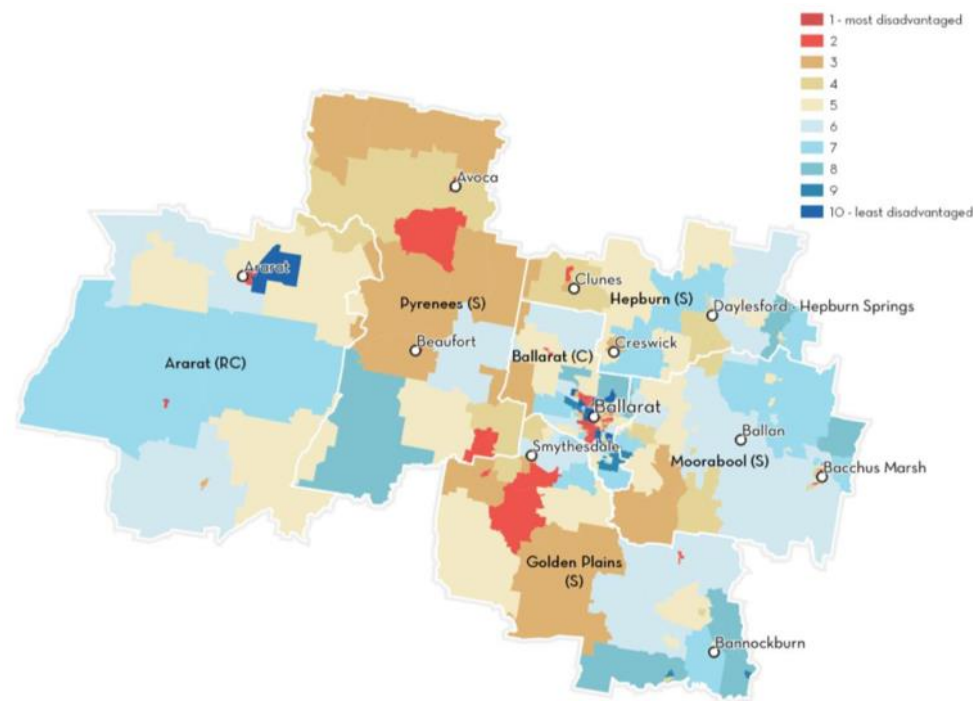 1 - most disadvantaged
2
3
4
5
6
7
8
9
10 - least disadvantaged
Avoca
Ararat
Clunes
Pyrenees (S)
Hepburn (S)
Daylesford - Hepburn Springs
Beaufort
Ballarat (C)
Creswick
Ararat (RC)
Ballarat
Ballan
Smythesdale
Moorabool (S)
Bacchus Marsh
Golden Plains
(S)
Bannockburn